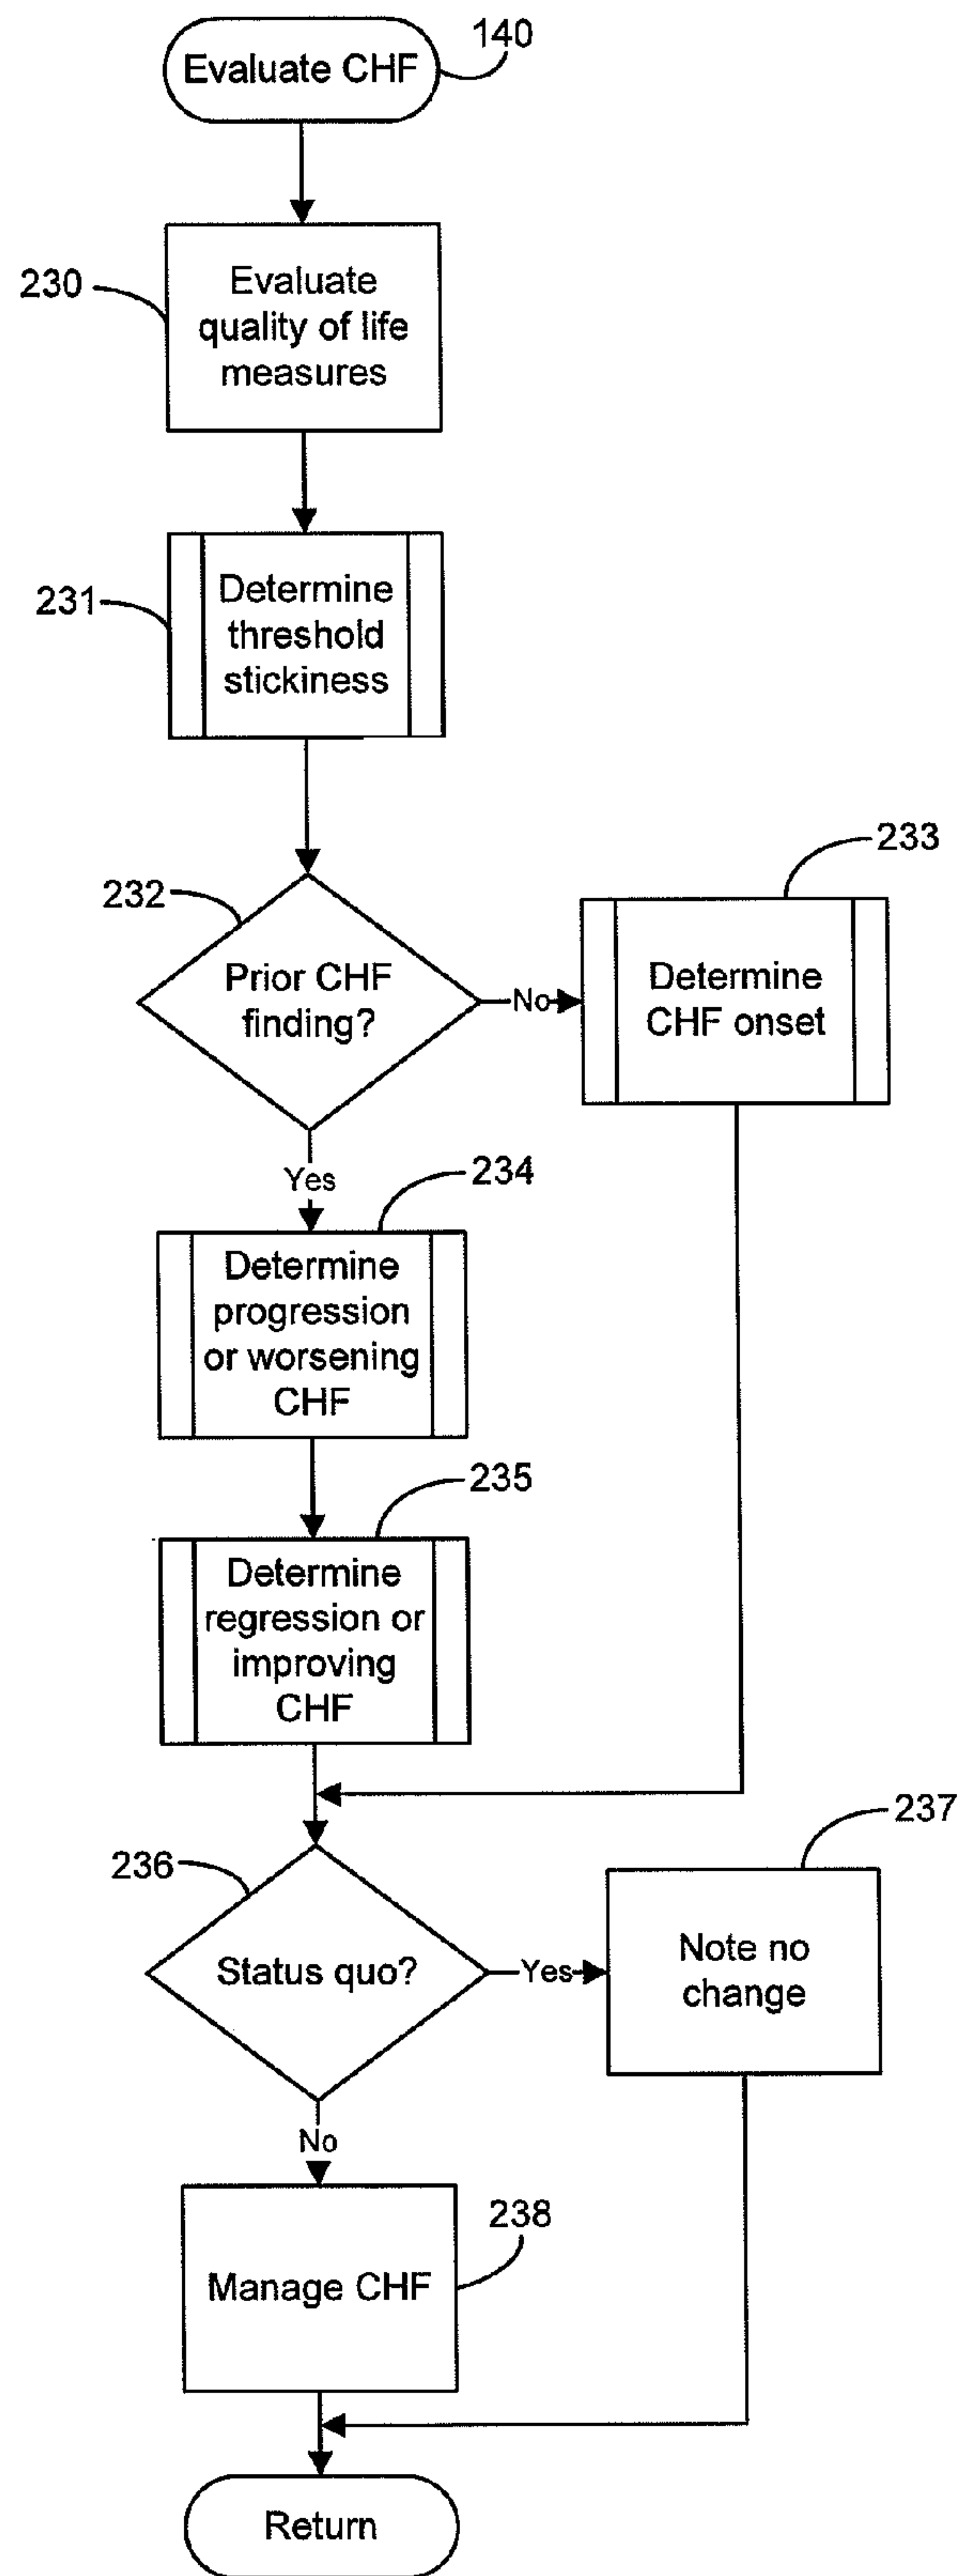 Evaluate CHF
140
230
Evaluate
quality of life
measures
231
Determine
threshold
stickiness
232
Prior CHF
finding?
No
233
Determine
CHF onset
Yes
234
Determine
progression
or worsening
CHF
235
Determine
regression or
improving
CHF
236
Status quo?
Yes
237
Note no
change
No
238
Manage CHF
Return